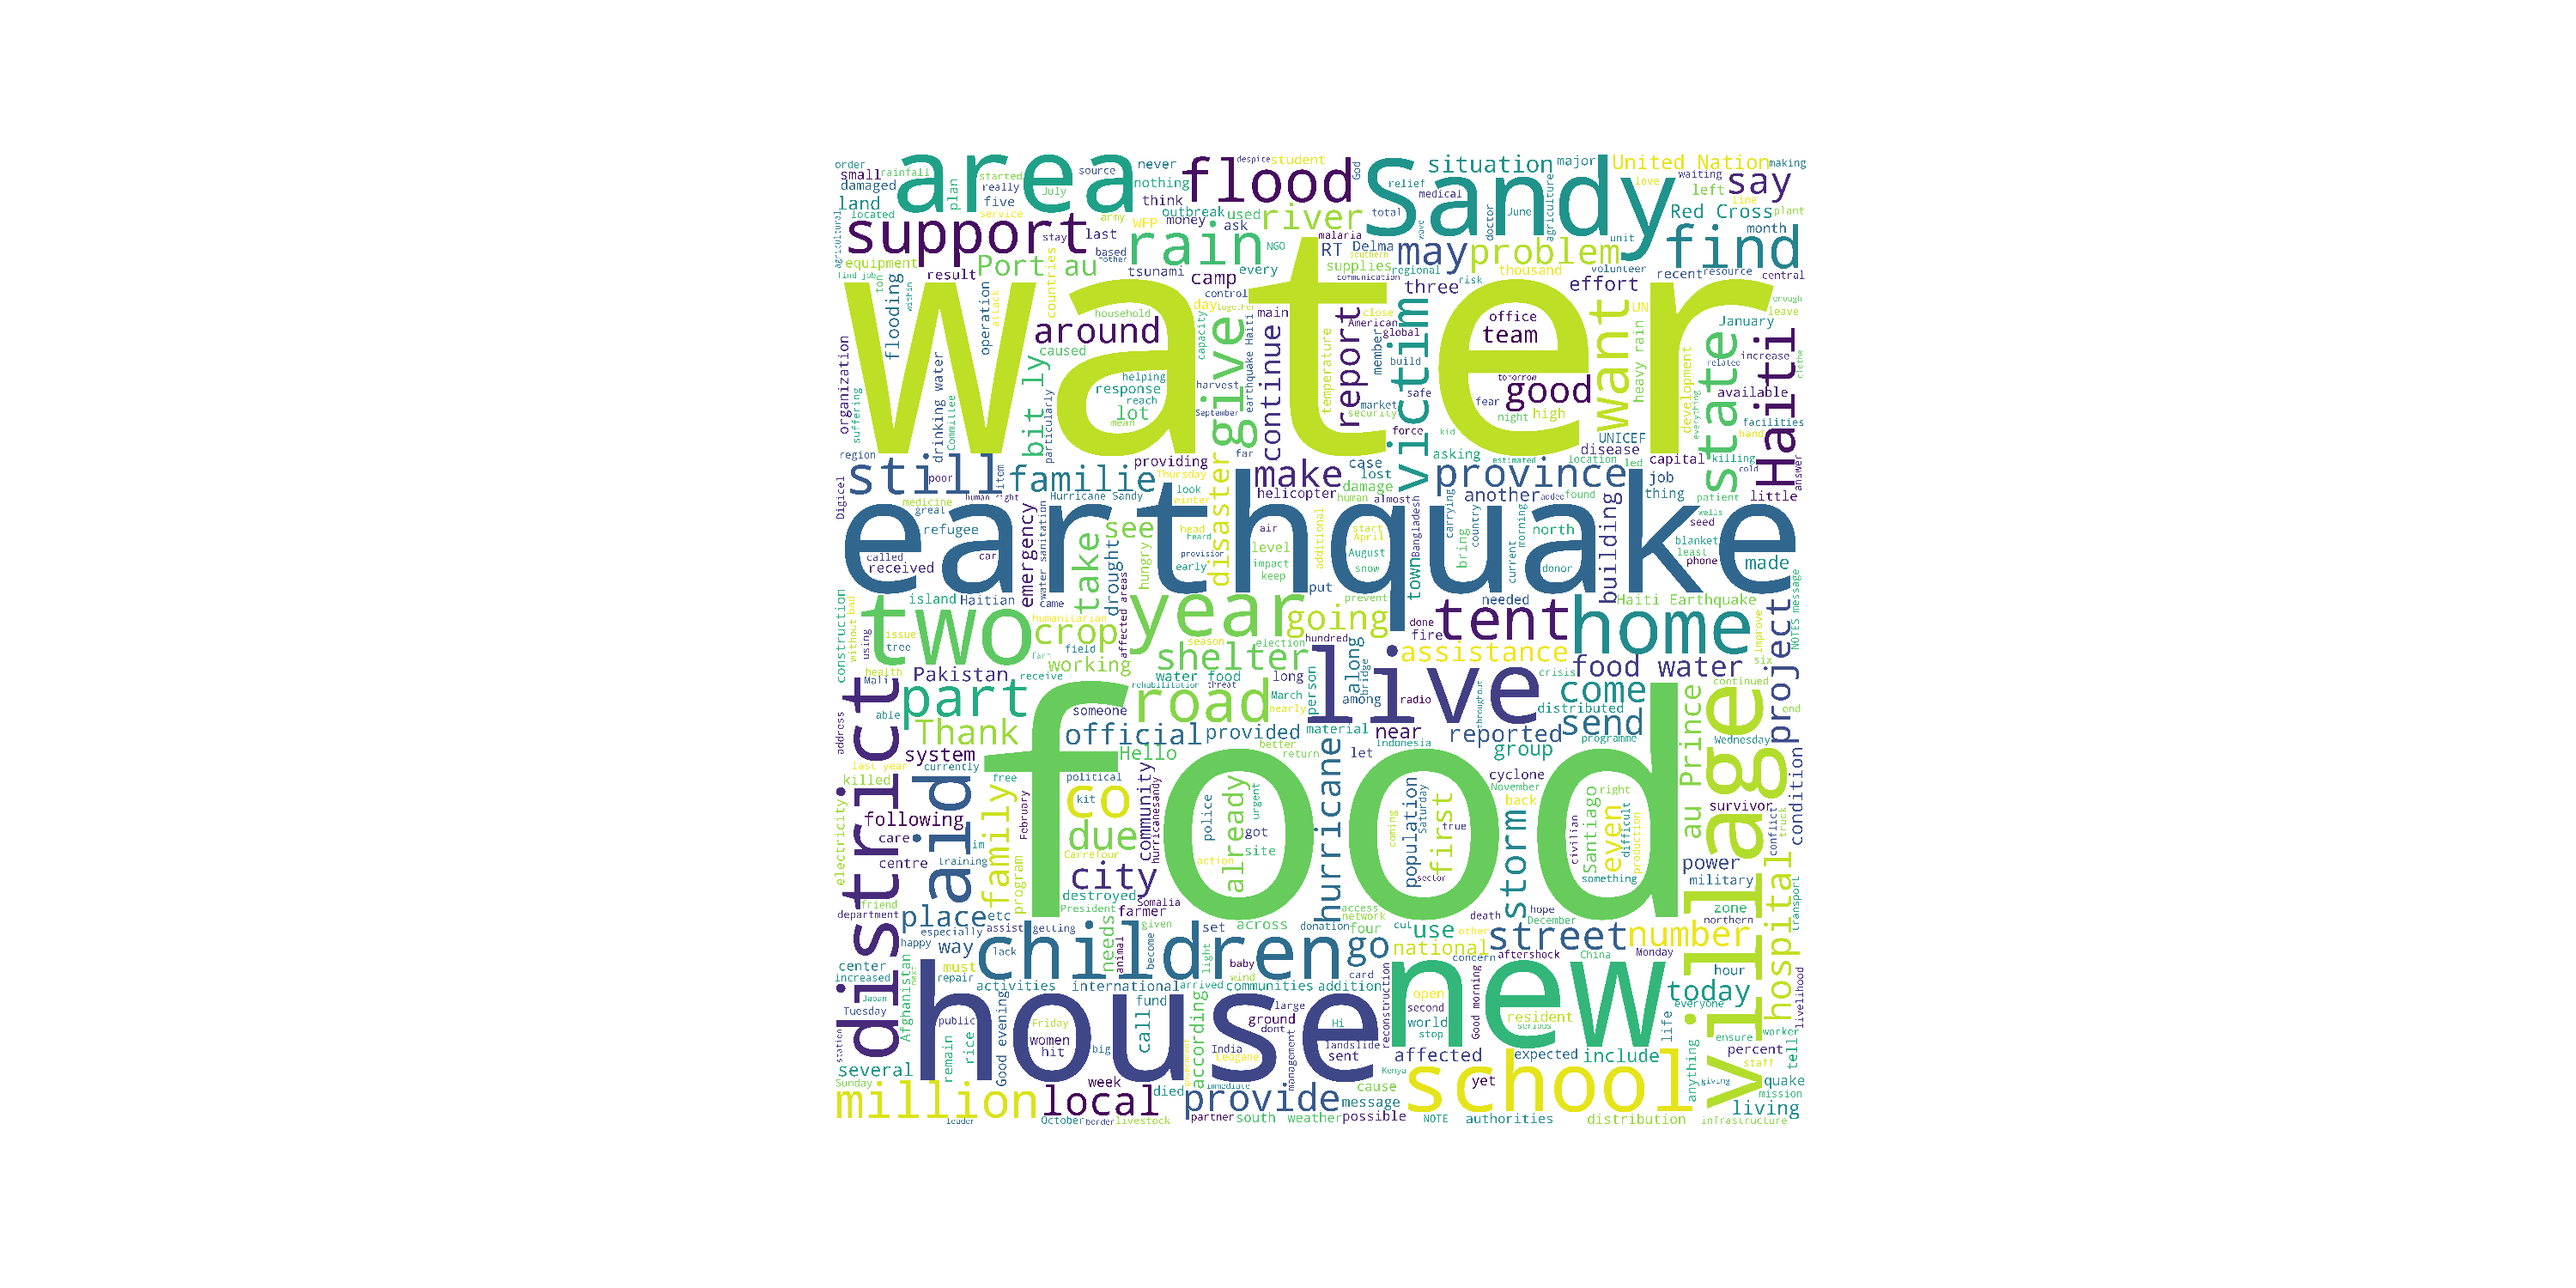 order small rainfall area never source despite student situation major United Nation making
damaged plan started really July nothing flood God Sandy relief medical love waiting left say
land located five service think outbreak used river total June doctor agriculture line Red Cross plant
agricultural support army WFP money ask malaria RT Delma may problem unit find month
stay last based rain NGO supplies southern regional thousand volunteer recent resource central
find job equipment result Port au tsunami every camp communication three risk effort
flooding within operation attack countries control day together close UN January enough leave
water
household around caused main American global office team
organization suffering drinking water Committee bit ly helping response reach lot mean particularly capacity harvest September give earthquake Haiti continue temperature report member build market safe security victim tomorrow fear good night high want heavy rain development state related increase available everything facilities hand Haiti clothe
region still poor human right item familie providing Thursday far make case lost force kid asking estimated location led disease UNICEF capital killing cold answer
Digicel medicine great Hurricane Sandy look winter disaster helicopter damage human almost province another added found job thing patient little
earthquake
refugee called received car emergency water sanitation see head heard take drought hungry provision early air level impact keep additional start April August snow town Bangladesh carrying country bring current morning north donor building seed wells blanket least phone made
construction without bad island Haitian came affected areas year put prevent needed Haiti Earthquake NOTES message
two using issue tree crop humanitarian season election hundred going done fire tent home improve
health Mali Pakistan field farm receive working shelter water food rehabilitation threat long March nearly person along among bridge assistance crisis food water six project
district address able part someone road live radio throughout come distributed send continued end
Thank official provided material near reported programme Wednesday
system last year currently Hello better return Indonesia let group au Prince village
killed electricity aid free political family kit co food hurricane cyclone November back right survivor condition
following care centre training im February program due community hurricanesandy police already got urgent site action population Saturday coming first true storm civilian Santiago even difficult production something conflict truck power military
Carrefour city destroyed President Somalia farmer sector
friend department place etc especially assist getting given set across donation access network four cut death hope December other use street number zone northern hospital transport
happy way lack children needs animal become light baby wind go national concern aftershock China Monday hour
center increased must repair activities international arrived communities addition card new today everyone
Japan Tuesday Afghanistan house fund large Hi reconstruction open second world stop Good morning resident serious life livelihood
public Good evening Friday women hit big call according ground dont India Leogane landslide sent management affected expected include worker ensure percent tell
station several remain rice Sunday week died immediate cause Kenya yet school anything staff giving quake
million local provide message mission living
leader October border livestock partner south weather possible NOTE authorities distribution infrastructure